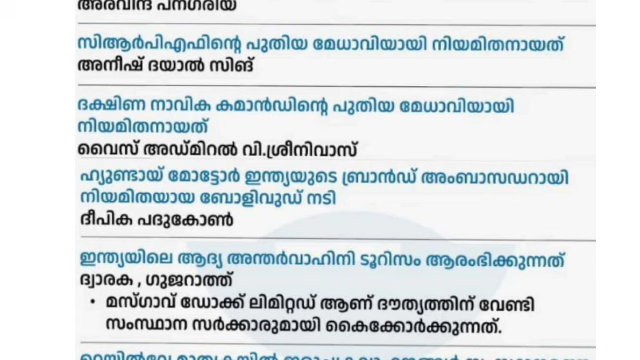 അരവിന്ദ് പനഗരിയ
സിആർപിഎഫിന്റെ പുതിയ മേധാവിയായി നിയമിതനായത്
അനീഷ് ദയാൽ സിങ്
ദക്ഷിണ നാവിക കമാൻഡിന്റെ പുതിയ മേധാവിയായി
നിയമിതനായത്
വൈസ് അഡ്മിറൽ വി.ശ്രീനിവാസ്
ഹ്യുണ്ടായ് മോട്ടോർ ഇന്ത്യയുടെ ബ്രാൻഡ് അംബാസഡറായി
നിയമിതയായ ബോളിവുഡ് നടി
ദീപിക പദുകോൺ
ഇന്ത്യയിലെ ആദ്യ അന്തർവാഹിനി ടൂറിസം ആരംഭിക്കുന്നത്
ദ്വാരക , ഗുജറാത്ത്
• മസ്ഗാവ് ഡോക്ക് ലിമിറ്റഡ് ആണ് ദൗത്യത്തിന് വേണ്ടി
സംസ്ഥാന സർക്കാരുമായി കൈക്കോർക്കുന്നത്.